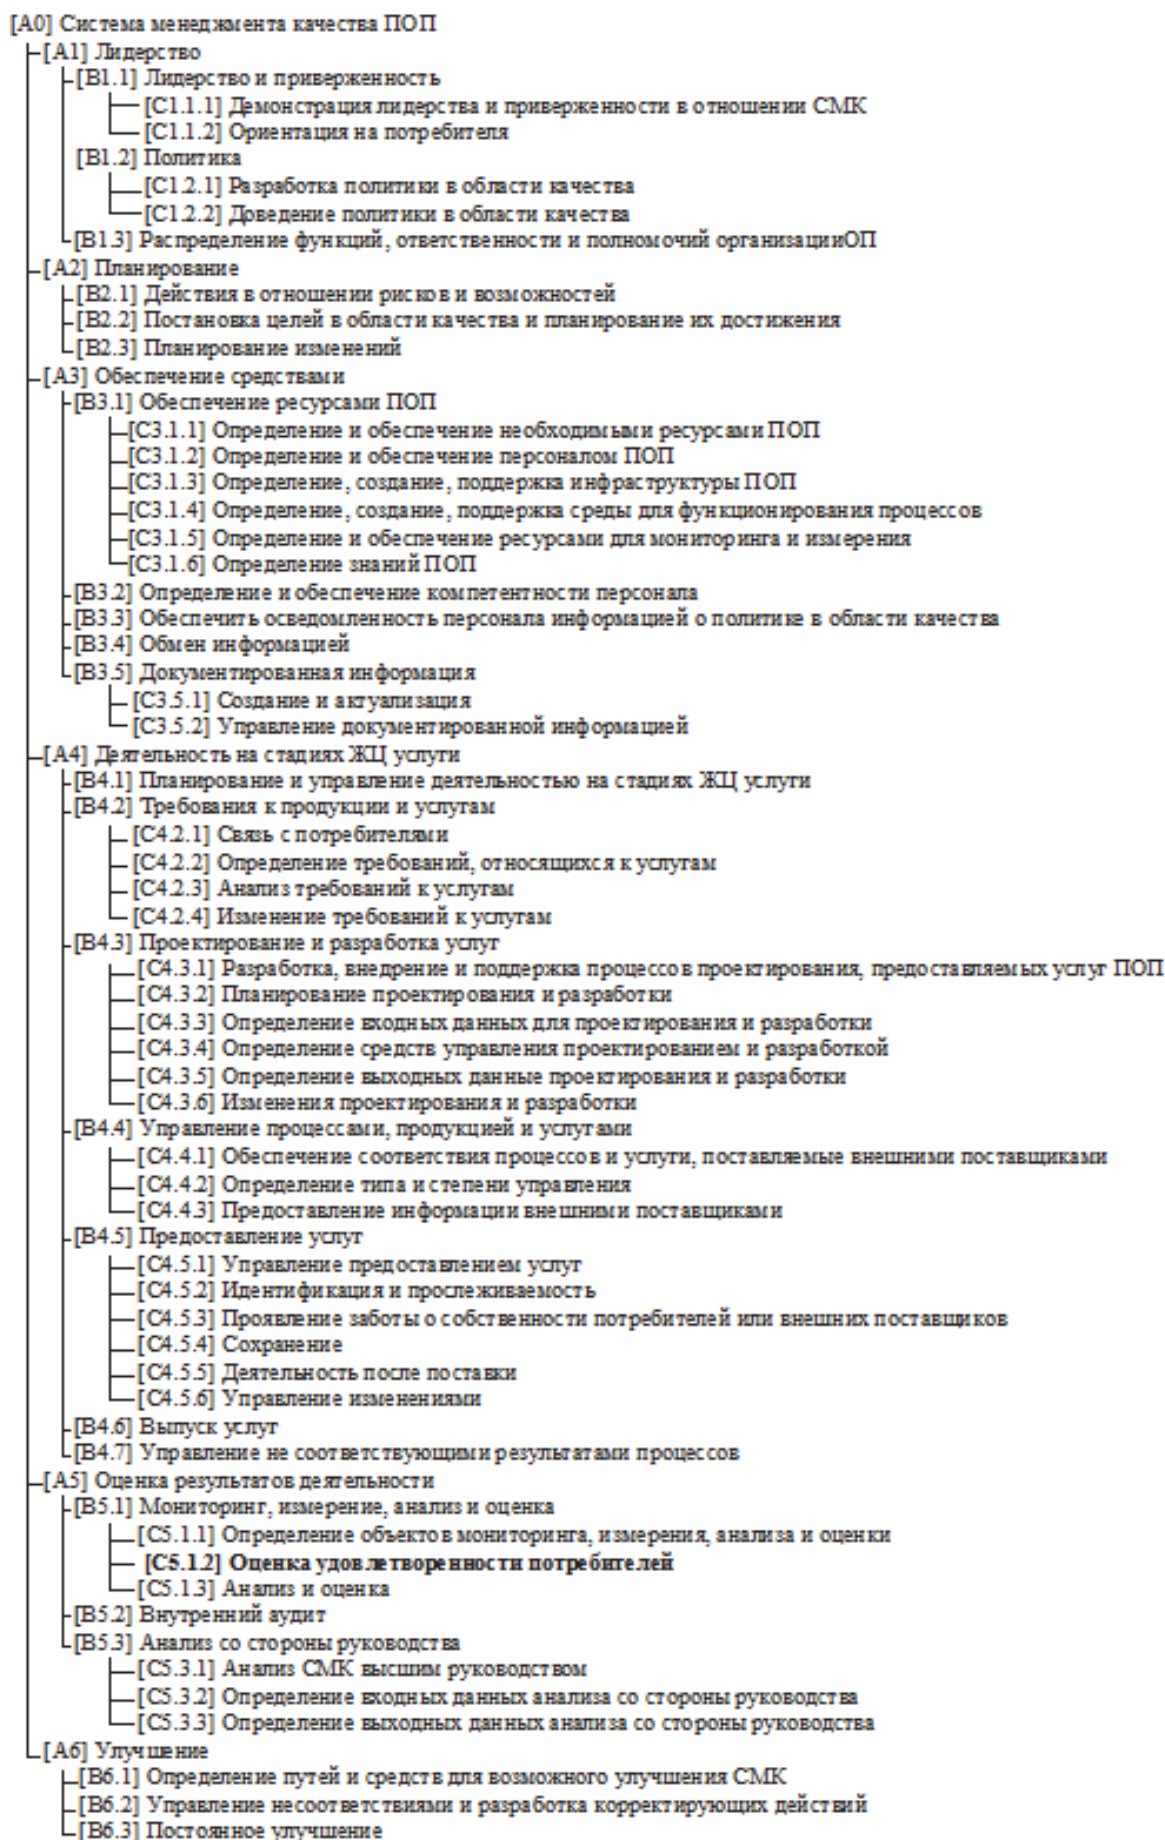 [A0] Система менеджмента качества ПОП
[A1] Лидерство
[B1.1] Лидерство и приверженность
[C1.1.1] Демонстрация лидерства и приверженности в отношении СМК
[C1.1.2] Ориентация на потребителя
[B1.2] Политика
[C1.2.1] Разработка политики в области качества
[C1.2.2] Доведение политики в области качества
[B1.3] Распределение функций, ответственности и полномочий организацииОП
[A2] Планирование
[B2.1] Действия в отношении рисков и возможностей
[B2.2] Постановка целей в области качества и планирование их достижения
[B2.3] Планирование изменений
[A3] Обеспечение средствами
[B3.1] Обеспечение ресурсами ПОП
[C3.1.1] Определение и обеспечение необходимыми ресурсами ПОП
[C3.1.2] Определение и обеспечение персоналом ПОП
[C3.1.3] Определение, создание, поддержка инфраструктуры ПОП
[C3.1.4] Определение, создание, поддержка среды для функционирования процессов
[C3.1.5] Определение и обеспечение ресурсами для мониторинга и измерения
[C3.1.6] Определение знаний ПОП
[B3.2] Определение и обеспечение компетентности персонала
[B3.3] Обеспечить осведомленность персонала информацией о политике в области качества
[B3.4] Обмен информацией
[B3.5] Документированная информация
[C3.5.1] Создание и актуализация
[C3.5.2] Управление документированной информацией
[A4] Деятельность на стадиях ЖЦ услуги
[B4.1] Планирование и управление деятельностью на стадиях ЖЦ услуги
[B4.2] Требования к продукции и услугам
[C4.2.1] Связь с потребителями
[C4.2.2] Определение требований, относящихся к услугам
[C4.2.3] Анализ требований к услугам
[C4.2.4] Изменение требований к услугам
[B4.3] Проектирование и разработка услуг
[C4.3.1] Разработка, внедрение и поддержка процессов проектирования, предоставляемых услуг ПОП
[C4.3.2] Планирование проектирования и разработки
[C4.3.3] Определение входных данных для проектирования и разработки
[C4.3.4] Определение средств управления проектированием и разработкой
[C4.3.5] Определение выходных данные проектирования и разработки
[C4.3.6] Изменения проектирования и разработки
[B4.4] Управление процессами, продукцией и услугами
[C4.4.1] Обеспечение соответствия процессов и услуги, поставляемые внешними поставщиками
[C4.4.2] Определение типа и степени управления
[C4.4.3] Предоставление информации внешними поставщиками
[B4.5] Предоставление услуг
[C4.5.1] Управление предоставлением услуг
[C4.5.2] Идентификация и прослеживаемость
[C4.5.3] Проявление заботы о собственности потребителей или внешних поставщиков
[C4.5.4] Сохранение
[C4.5.5] Деятельность после поставки
[C4.5.6] Управление изменениями
[B4.6] Выпуск услуг
[B4.7] Управление не соответствующими результатами процессов
[A5] Оценка результатов деятельности
[B5.1] Мониторинг, измерение, анализ и оценка
[C5.1.1] Определение объектов мониторинга, измерения, анализа и оценки
[C5.1.2] Оценка удовлетворенности потребителей
[C5.1.3] Анализ и оценка
[B5.2] Внутренний аудит
[B5.3] Анализ со стороны руководства
[C5.3.1] Анализ СМК высшим руководством
[C5.3.2] Определение входных данных анализа со стороны руководства
[C5.3.3] Определение выходных данных анализа со стороны руководства
[A6] Улучшение
[B6.1] Определение путей и средств для возможного улучшения СМК
[B6.2] Управление несоответствиями и разработка корректирующих действий
[B6.3] Постоянное улучшение